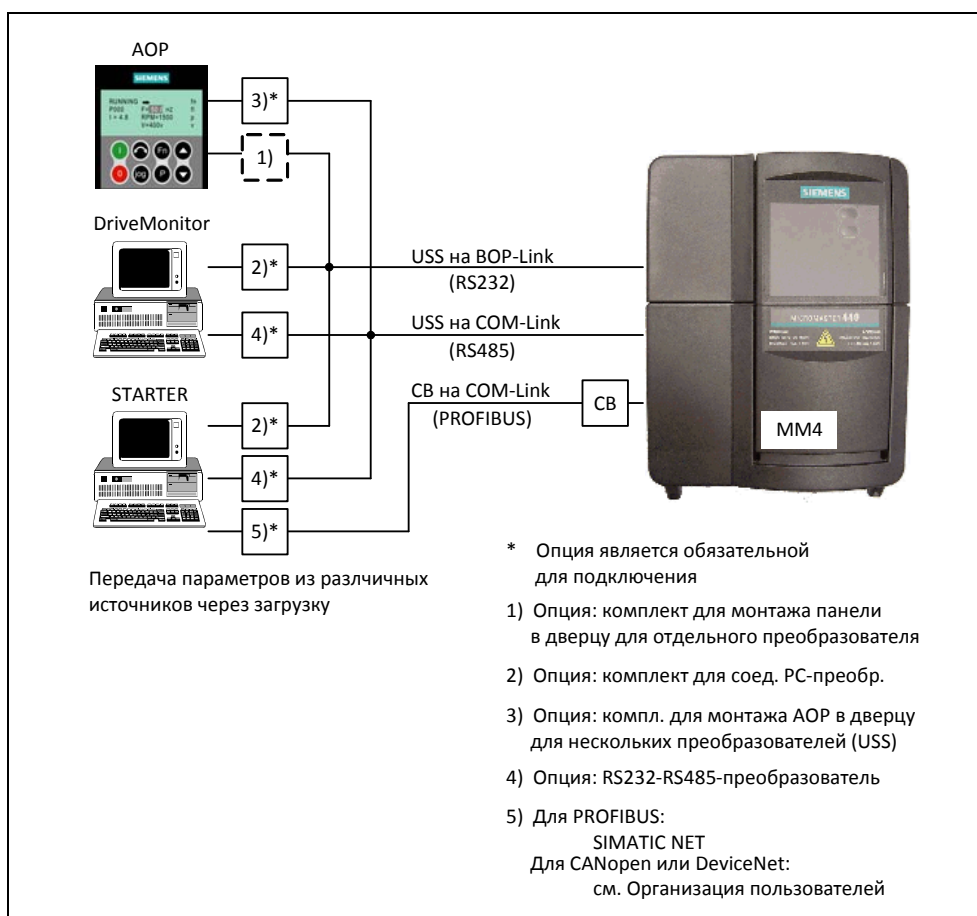 AOP
SIEMENS
RUNNING
P000
I = 4.8
RPM=1500
V=400v
Fn
jog
P
0
3)*
1)
DriveMonitor
2)*
4)*
STARTER
2)*
4)*
5)*
USS на BOP-Link
(RS232)
USS на COM-Link
(RS485)
CB на COM-Link
(PROFIBUS)
CB
SIEMENS
MICROMASTER 440
MM4
Передача параметров из разлчичных
источников через загрузку
* Опция является обязательной
для подключения
1) Опция: комплект для монтажа панели
в дверцу для отдельного преобразователя
2) Опция: комплект для соед. PC-преобр.
3) Опция: компл. для монтажа AOP в дверцу
для нескольких преобразователей (USS)
4) Опция: RS232-RS485-преобразователь
5) Для PROFIBUS:
SIMATIC NET
Для CANopen или DeviceNet:
см. Организация пользователей